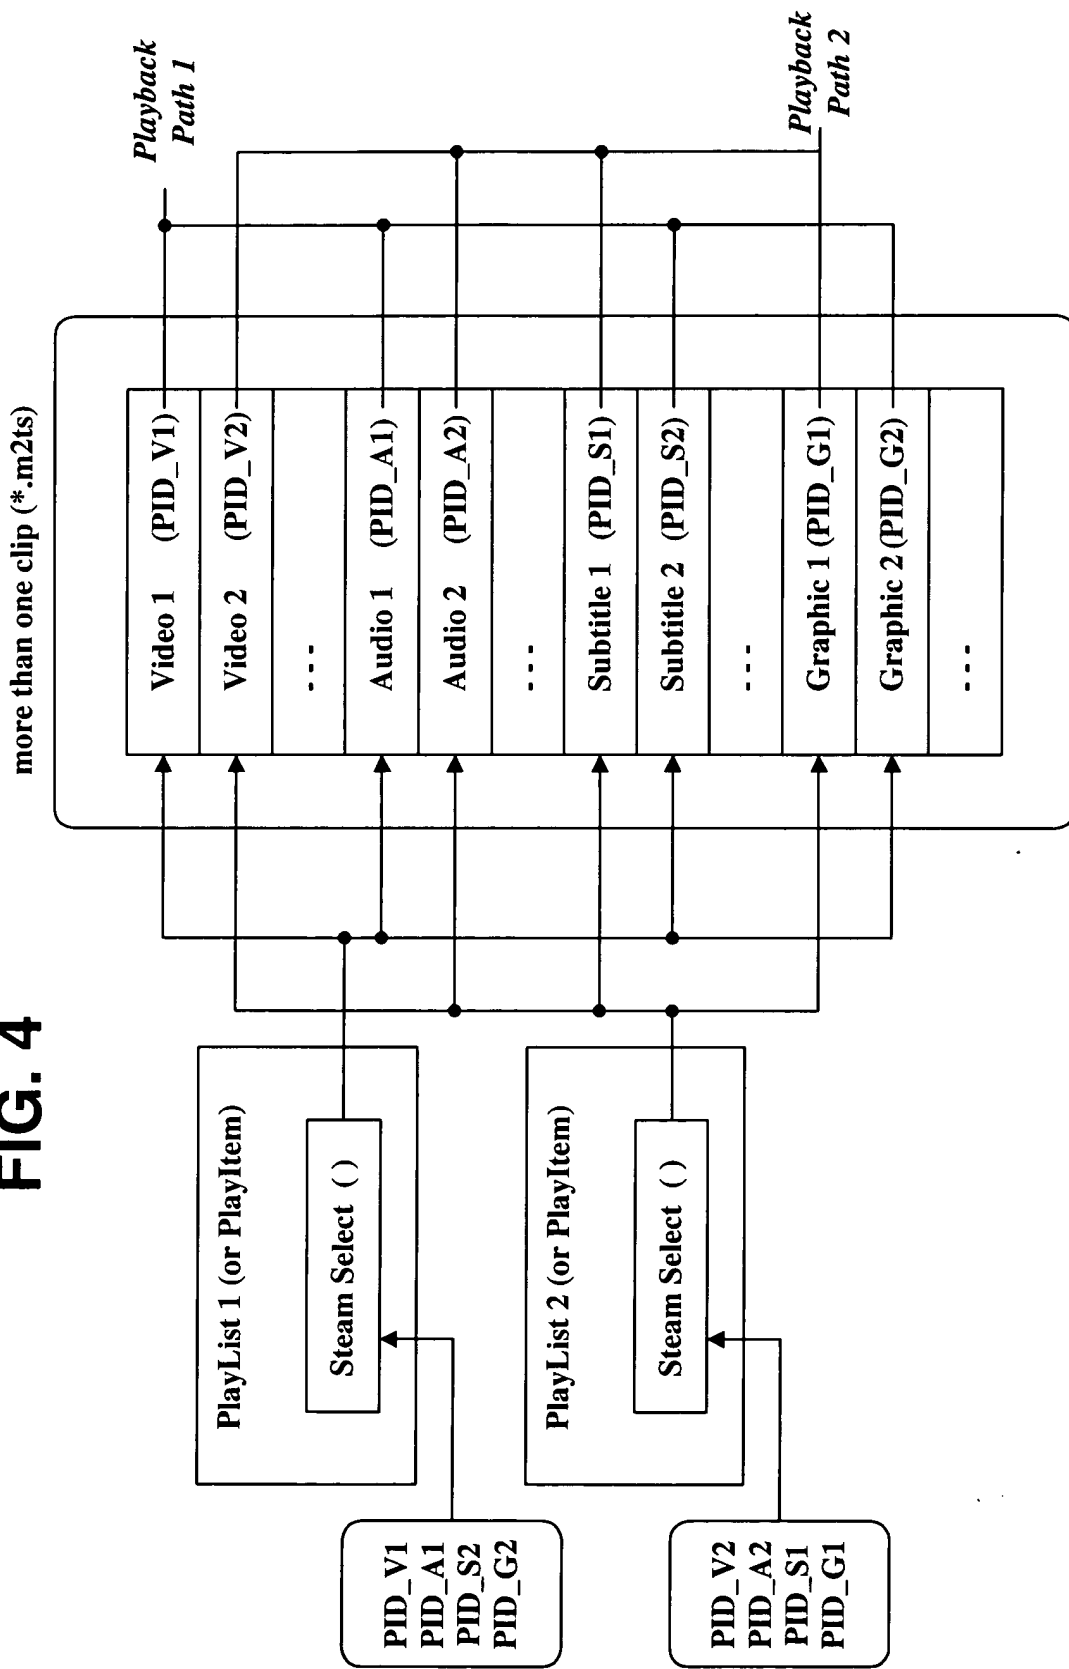 FIG. 4
more than one clip (*.m2ts)
PlayList 1 (or PlayItem)
Steam Select ( )
PID_V1
PID_A1
PID_S2
PID_G2
PlayList 2 (or PlayItem)
Steam Select ( )
PID_V2
PID_A2
PID_S1
PID_G1
Video 1 (PID_V1)
Video 2 (PID_V2)
...
Audio 1 (PID_A1)
Audio 2 (PID_A2)
...
Subtitle 1 (PID_S1)
Subtitle 2 (PID_S2)
...
Graphic 1 (PID_G1)
Graphic 2 (PID_G2)
...
Playback
Path 1
Playback
Path 2